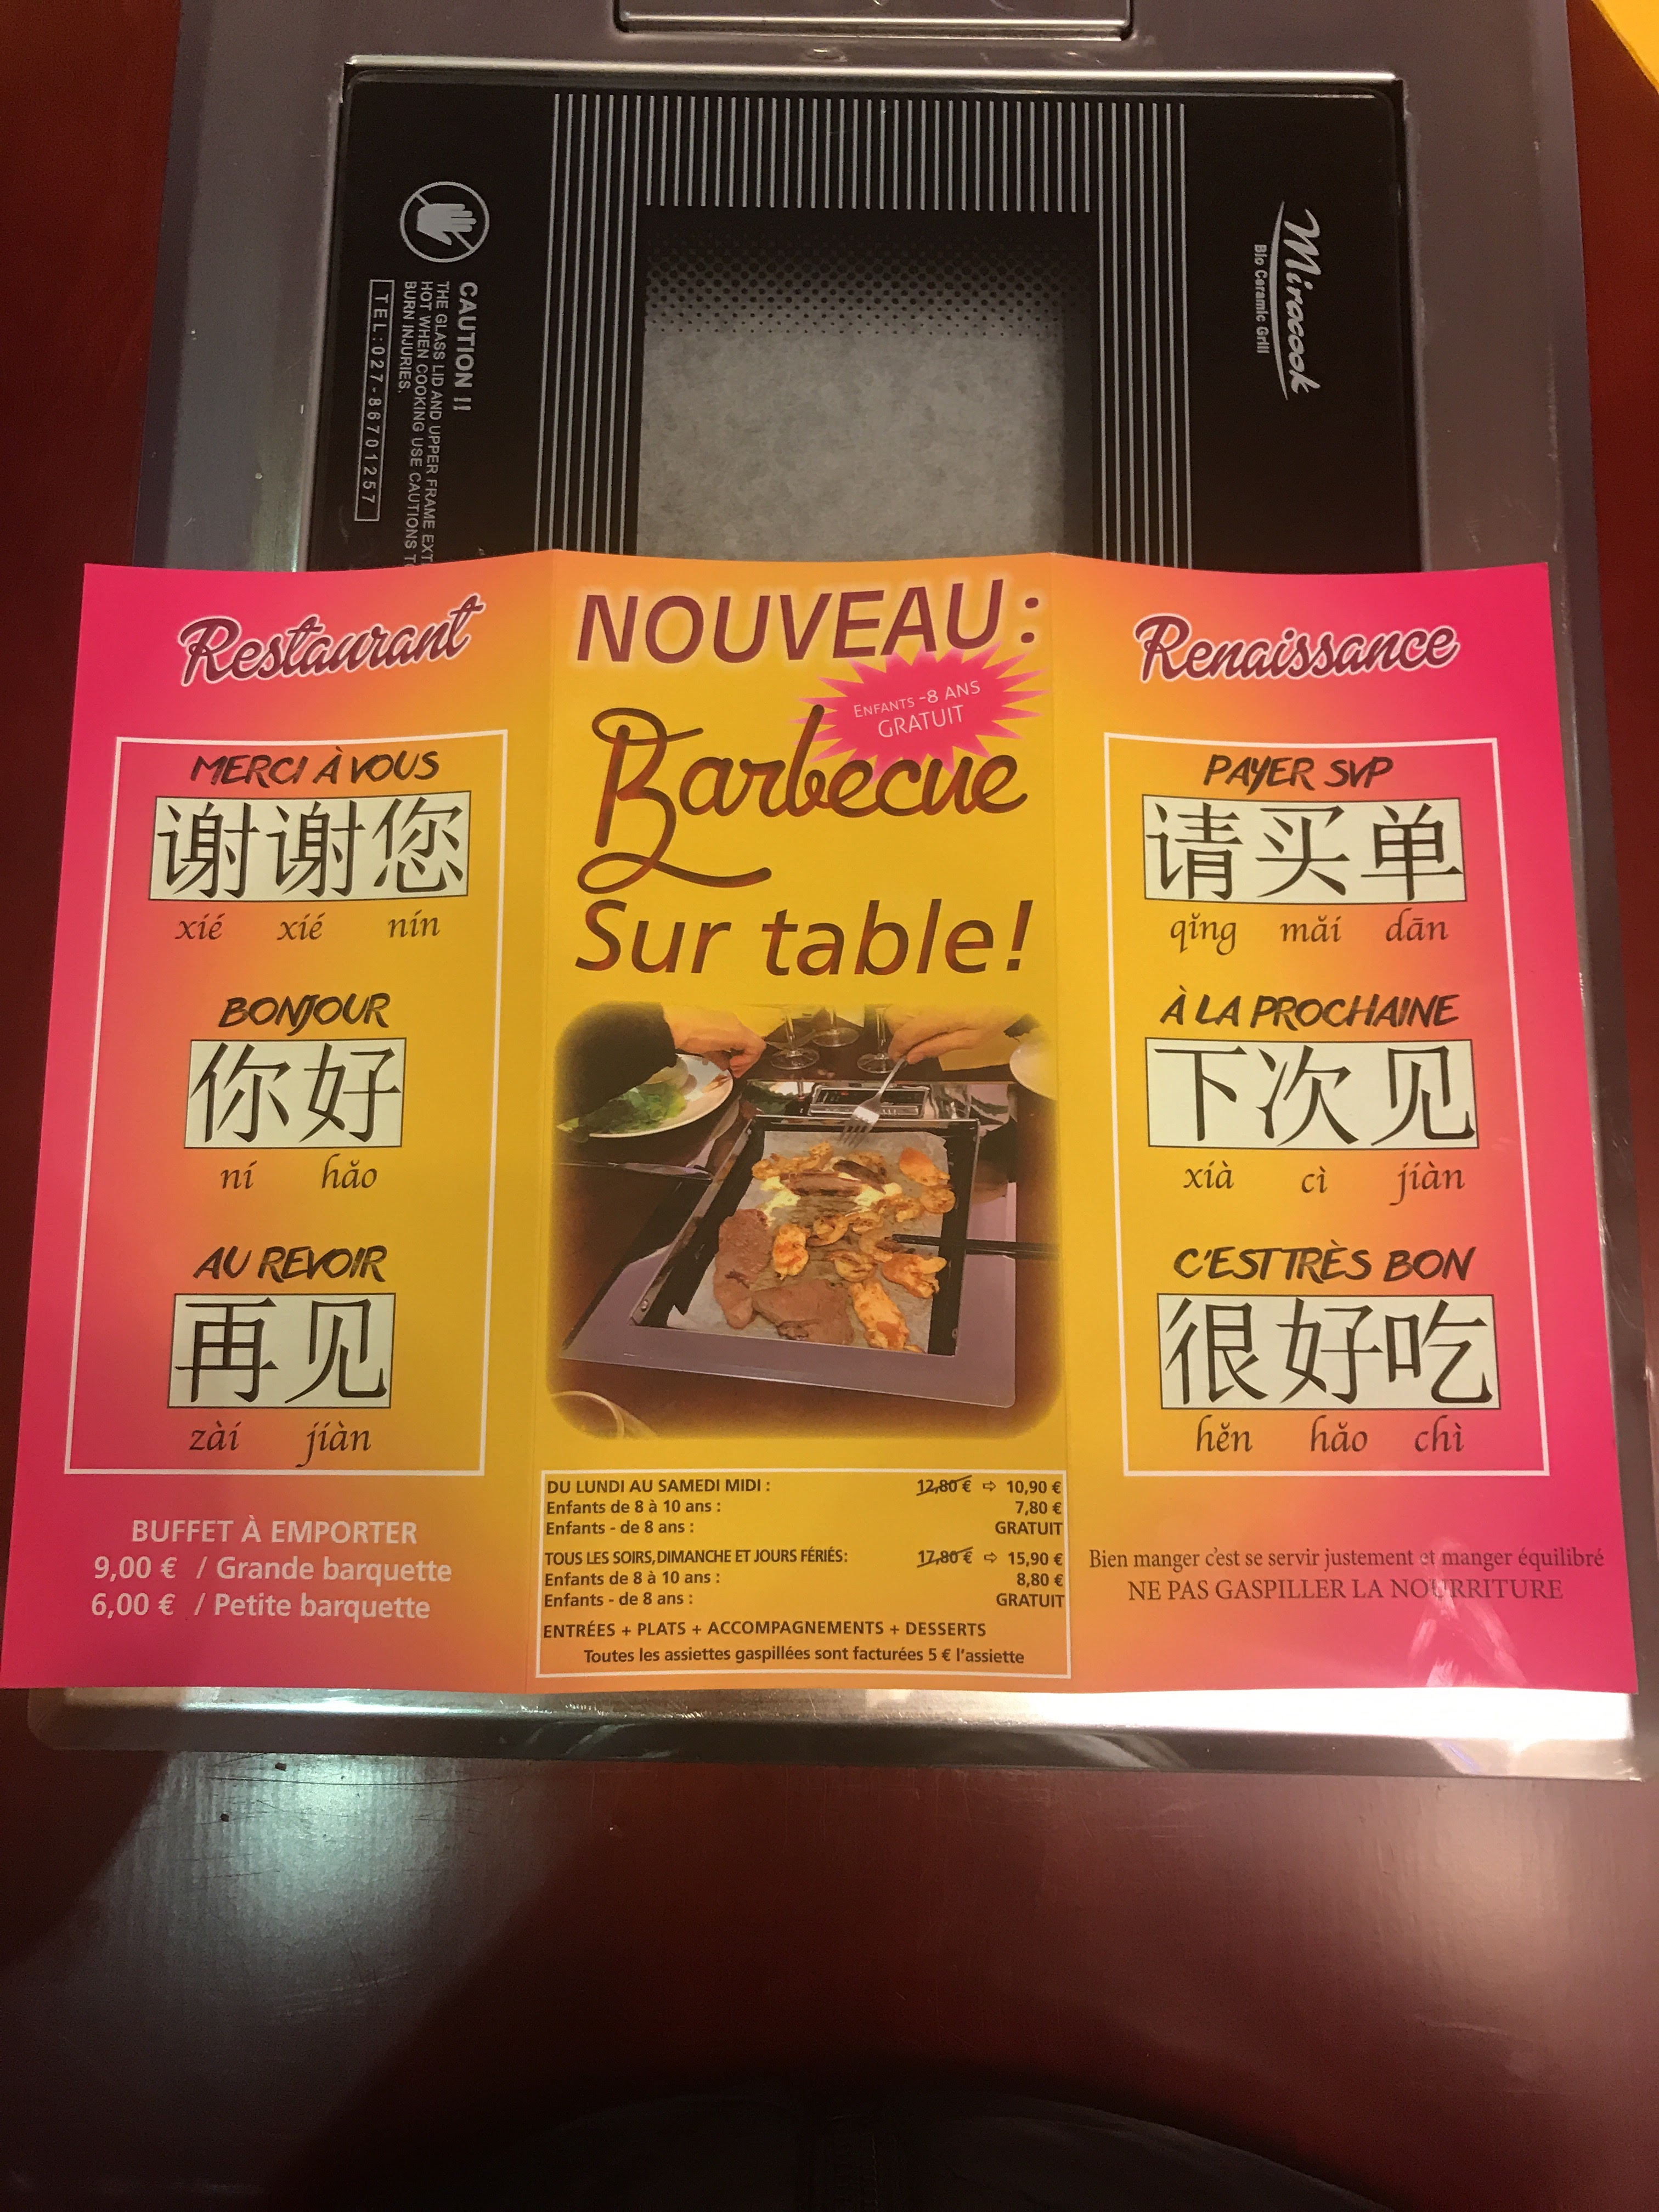 Mirocook
Bio Ceramic Grill
CAUTION !!
THE GLASS LID AND UPPER FRAME EXT
HOT WHEN COOKING USE CAUTIONS TO
BURN INJURIES.
TEL:027-86701257
Restaurant
MERCI À VOUS
谢谢您
xié xié nín
BONJOUR
你好
ní hǎo
AU REVOIR
再见
zàí jiàn
BUFFET À EMPORTER
9,00 € / Grande barquette
6,00 € / Petite barquette
NOUVEAU :
ENFANTS -8 ANS
GRATUIT
Barbecue
Sur table!
DU LUNDI AU SAMEDI MIDI : 12,80 € ⇨ 10,90 €
Enfants de 8 à 10 ans : 7,80 €
Enfants - de 8 ans : GRATUIT
TOUS LES SOIRS, DIMANCHE ET JOURS FÉRIÉS: 17,80 € ⇨ 15,90 €
Enfants de 8 à 10 ans : 8,80 €
Enfants - de 8 ans : GRATUIT
ENTRÉES + PLATS + ACCOMPAGNEMENTS + DESSERTS
Toutes les assiettes gaspillées sont facturées 5 € l'assiette
Renaissance
PAYER SVP
请买单
qǐng mǎí dān
À LA PROCHAINE
下次见
xíà cì jiàn
C'EST TRÈS BON
很好吃
hěn hǎo chì
Bien manger c'est se servir justement et manger équilibré
NE PAS GASPILLER LA NOURRITURE